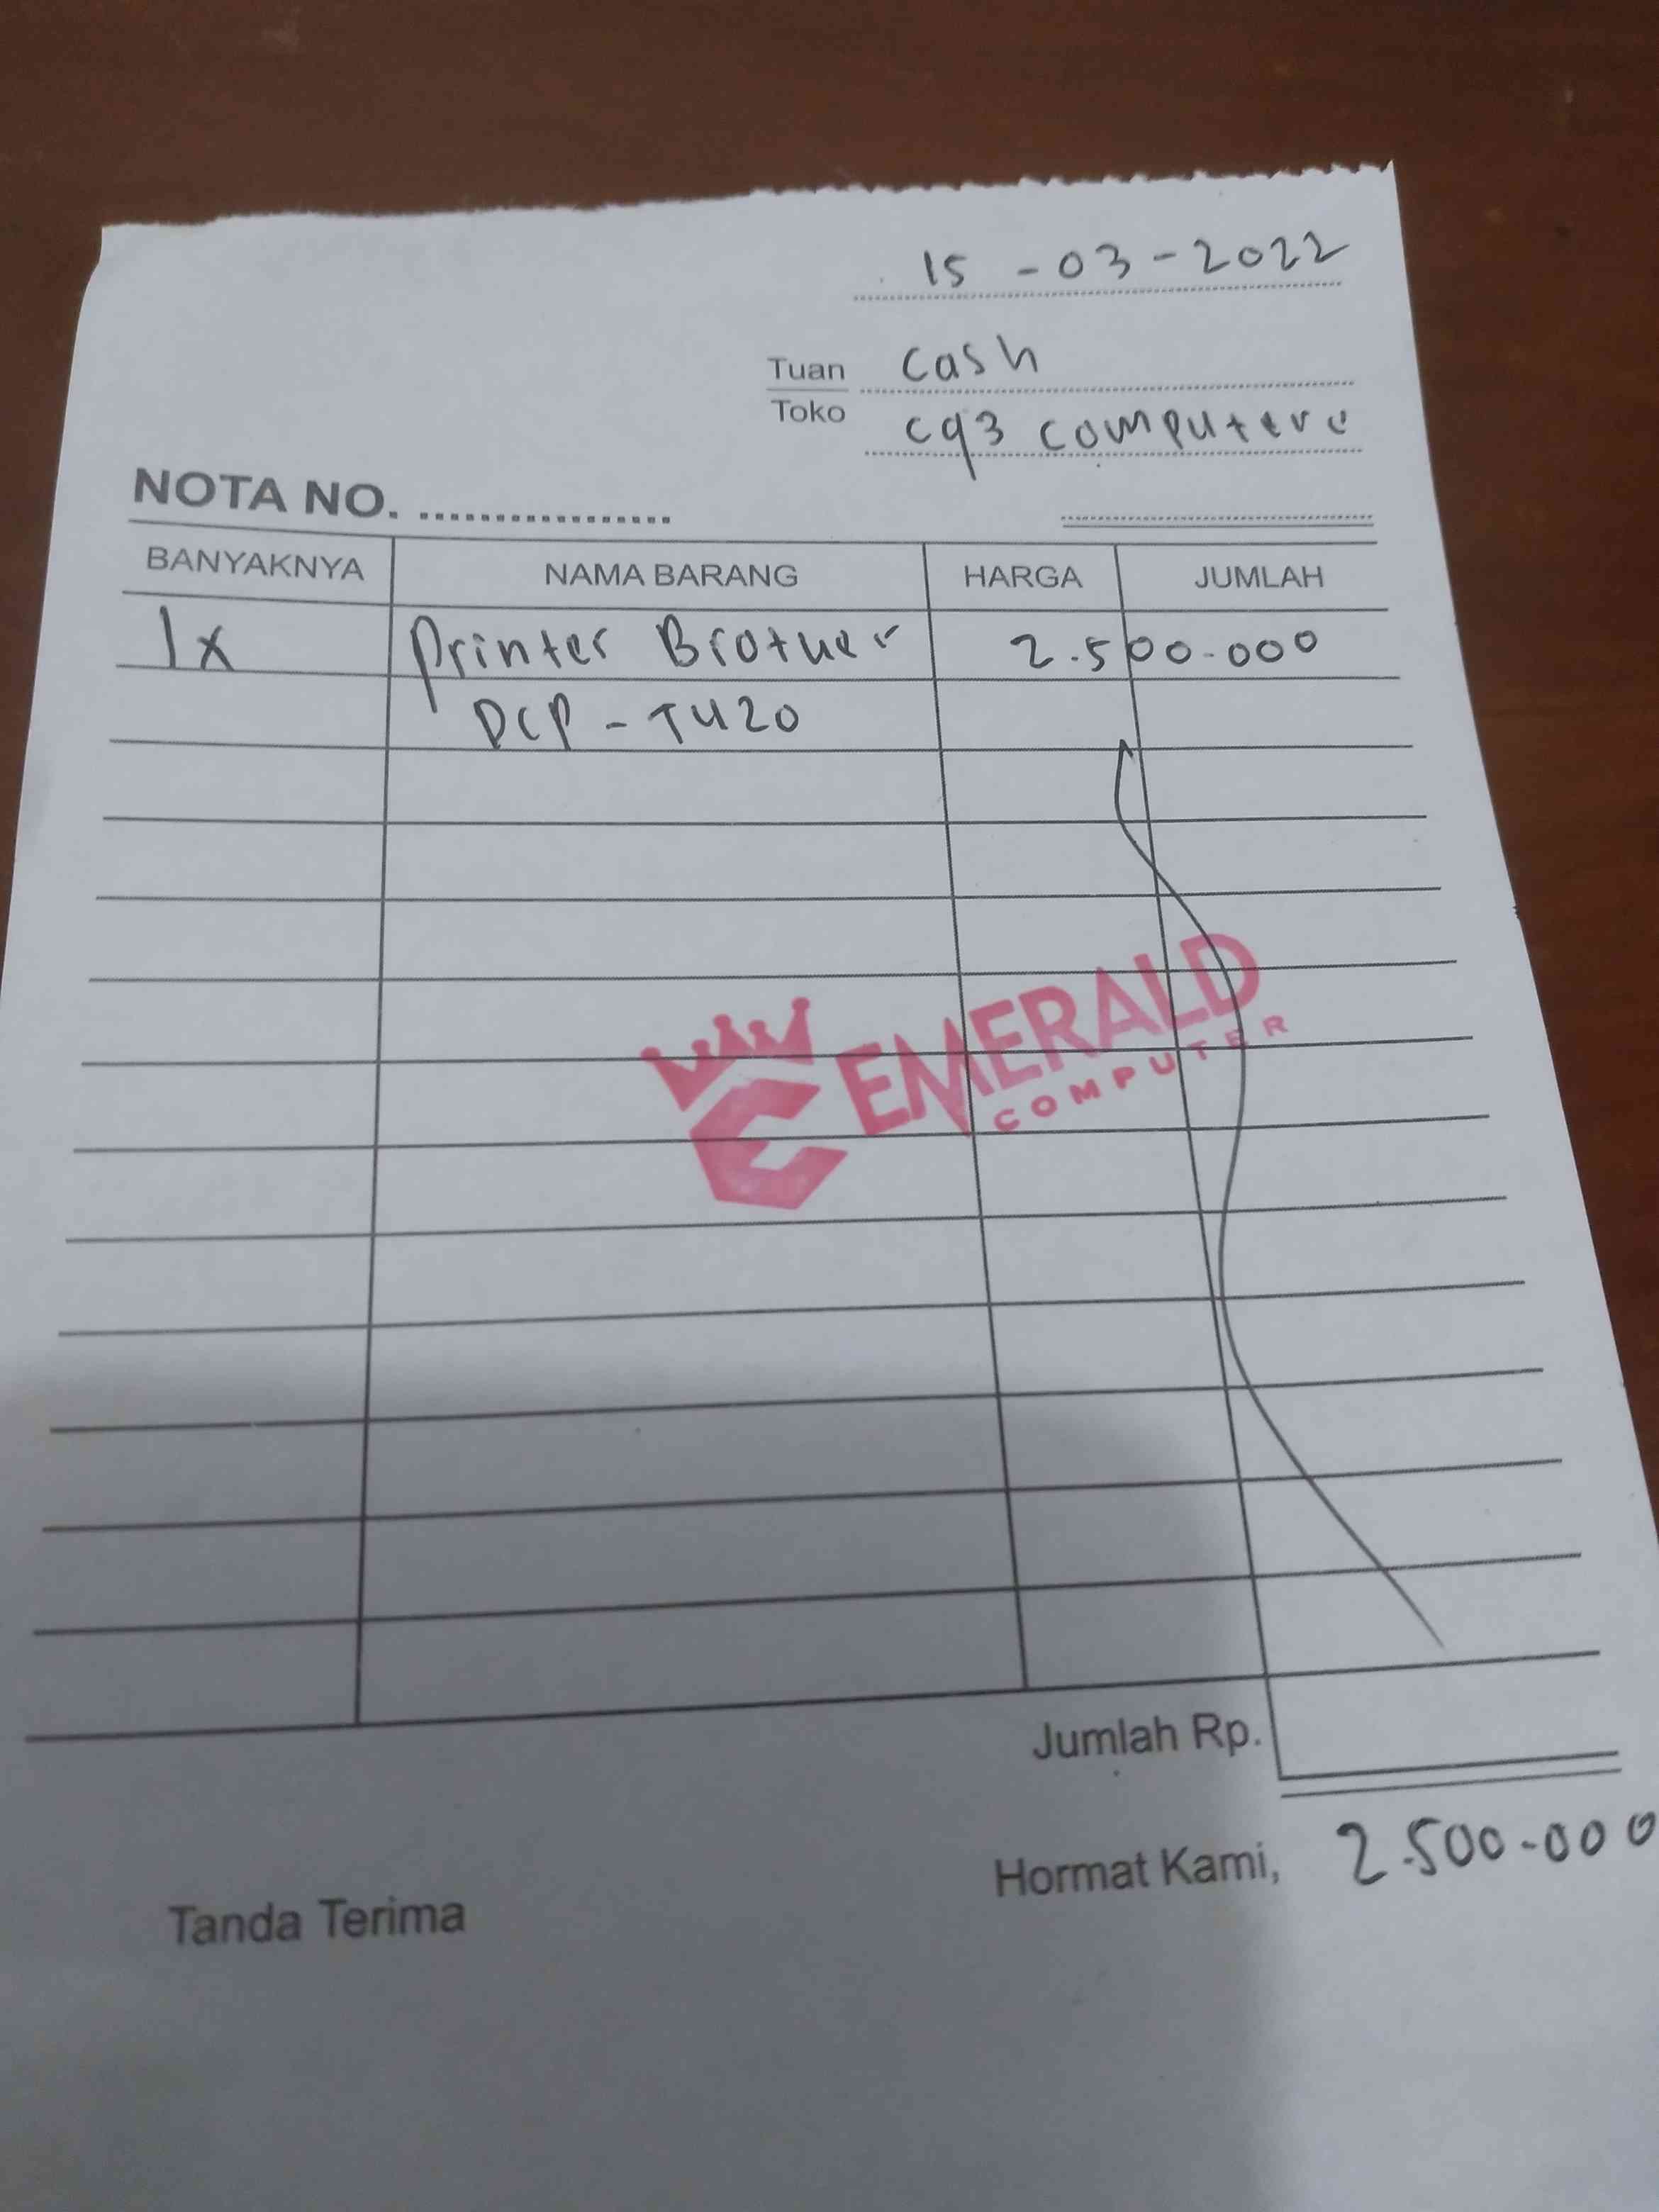 15 - 03 - 2022
Tuan cash
Toko cq3 computere
NOTA NO. ..................
BANYAKNYA NAMA BARANG HARGA JUMLAH
1x Printer Brother 2.500.000
DCP - T420
EMERALD
COMPUTER
Jumlah Rp.
Hormat Kami, 2.500.000
Tanda Terima